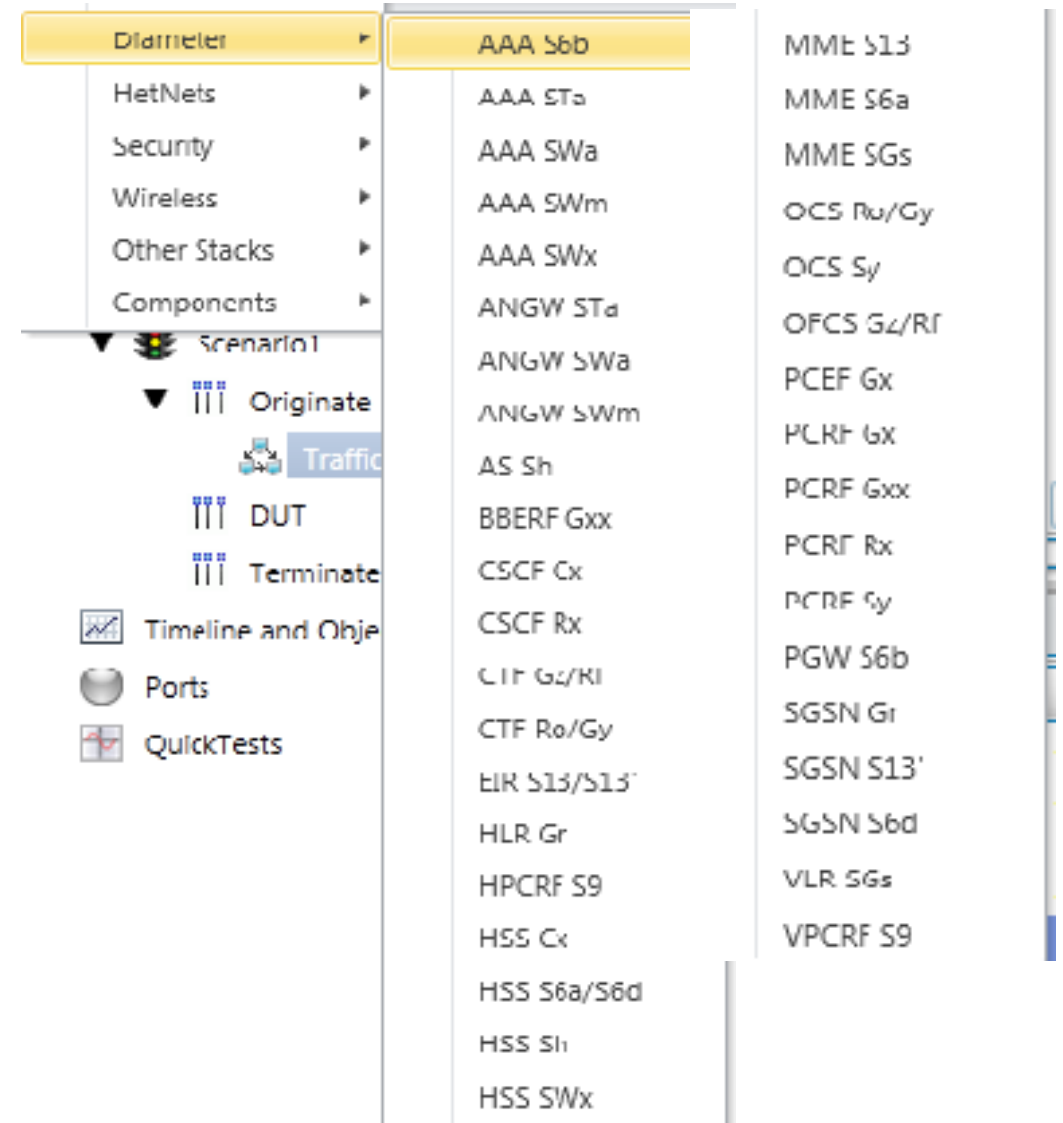 Diameter
HetNets
Security
Wireless
Other Stacks
Components
Scenario1
Originate
Traffic
DUT
Terminate
Timeline and Obje
Ports
QuickTests
AAA S6b
AAA STa
AAA SWa
AAA SWm
AAA SWx
ANGW STa
ANGW SWa
ANGW SWm
AS Sh
BBERF Gxx
CSCF Cx
CSCF Rx
CTF Gz/Rf
CTF Ro/Gy
EIR S13/S13'
HLR Gr
HPCRF S9
HSS Cx
HSS S6a/S6d
HSS Sh
HSS SWx
MME S13
MME S6a
MME SGs
OCS Ro/Gy
OCS Sy
OFCS Gz/Rf
PCEF Gx
PCRF Gx
PCRF Gxx
PCRF Rx
PCRF Sy
PGW S6b
SGSN Gr
SGSN S13'
SGSN S6d
VLR SGs
VPCRF S9